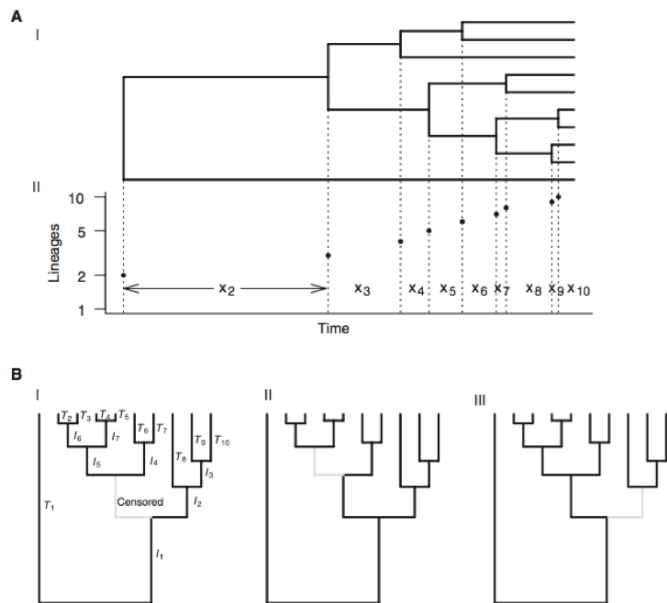 A
I
II
10
5
2
1
Lineages
x2 x3 x4 x5 x6 x7 x8 x9 x10
Time
B
I II III
T2 T3 T4 T5 T6 T7 T9 T10
I6 I7
T8 I3
I5 I4
T1 Censored I2
I1